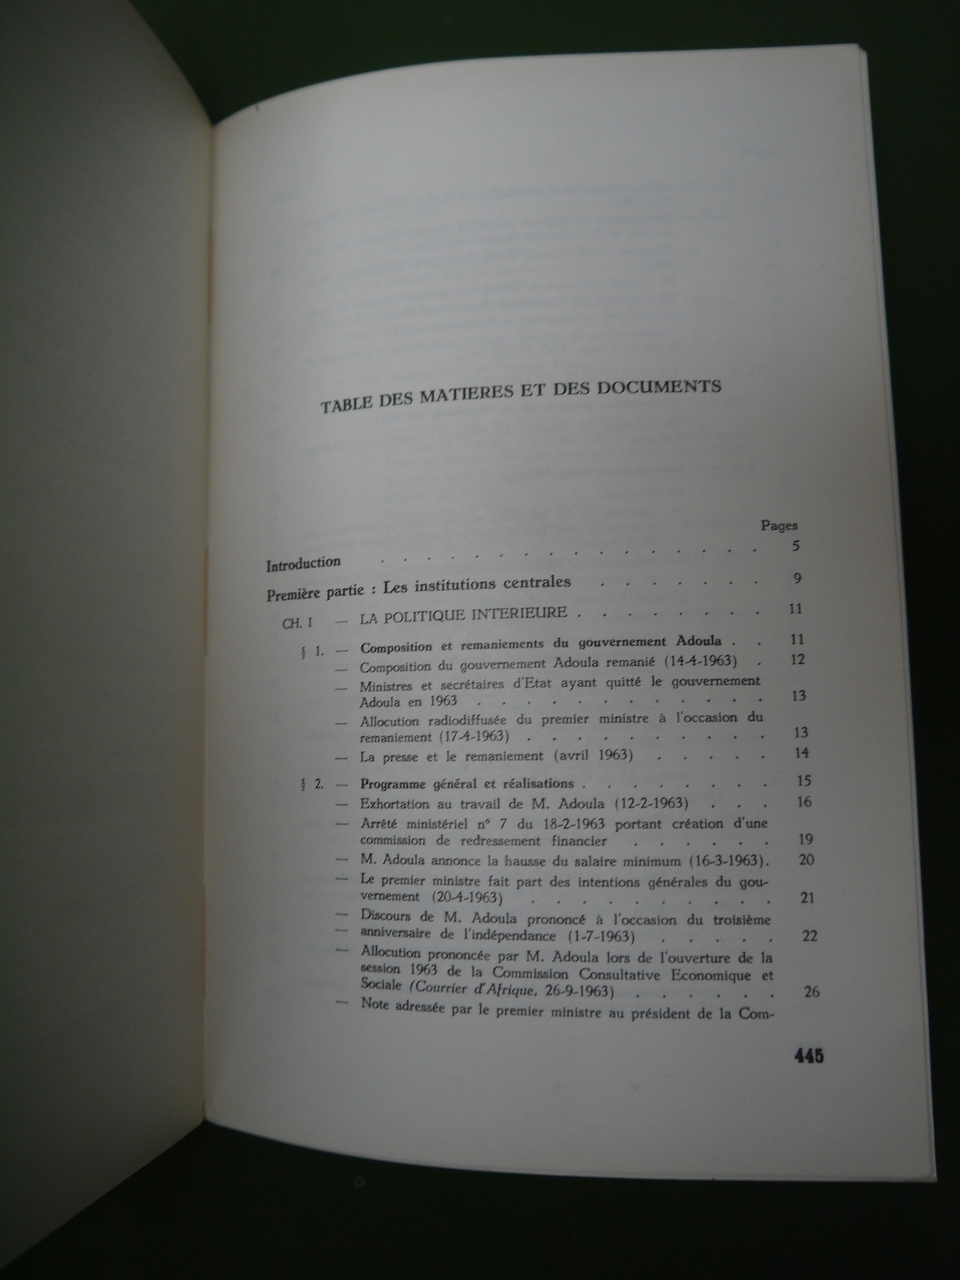 TABLE DES MATIERES ET DES DOCUMENTS
Pages
Introduction . . . . . . . . . . . . . . . . . 5
Première partie : Les institutions centrales . . . . . . . 9
CH. I — LA POLITIQUE INTERIEURE . . . . . . . . 11
§ 1. — Composition et remaniements du gouvernement Adoula . . 11
— Composition du gouvernement Adoula remanié (14-4-1963) . 12
— Ministres et secrétaires d'Etat ayant quitté le gouvernement
Adoula en 1963 . . . . . . . . . . . . . 13
— Allocution radiodiffusée du premier ministre à l'occasion du
remaniement (17-4-1963) . . . . . . . . . . 13
— La presse et le remaniement (avril 1963) . . . . . 14
§ 2. — Programme général et réalisations . . . . . . . . 15
— Exhortation au travail de M. Adoula (12-2-1963) . . . 16
— Arrêté ministériel n° 7 du 18-2-1963 portant création d'une
commission de redressement financier . . . . . . 19
— M. Adoula annonce la hausse du salaire minimum (16-3-1963). 20
— Le premier ministre fait part des intentions générales du gou-
vernement (20-4-1963) . . . . . . . . . . 21
— Discours de M. Adoula prononcé à l'occasion du troisième
— anniversaire de l'indépendance (1-7-1963) . . . . . 22
— Allocution prononcée par M. Adoula lors de l'ouverture de la
session 1963 de la Commission Consultative Economique et
Sociale (Courrier d'Afrique, 26-9-1963) . . . . . . 26
— Note adressée par le premier ministre au président de la Com-
445